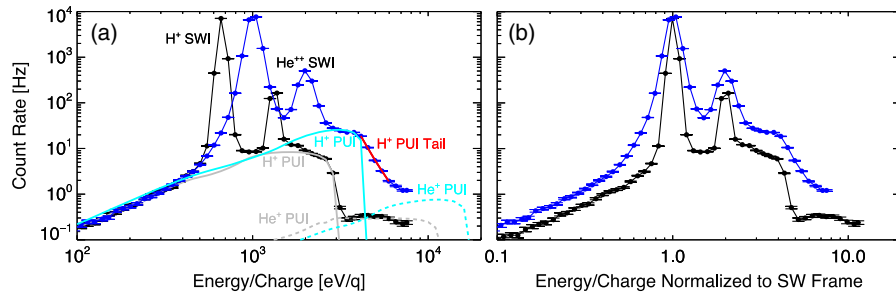 (a)
(b)
H⁺ SWI
He⁺⁺ SWI
H⁺ PUI
H⁺ PUI Tail
H⁺ PUI
He⁺ PUI
He⁺ PUI
Count Rate [Hz]
10⁴
10³
10²
10¹
10⁰
10⁻¹
10² 10³ 10⁴
Energy/Charge [eV/q]
0.1 1.0 10.0
Energy/Charge Normalized to SW Frame